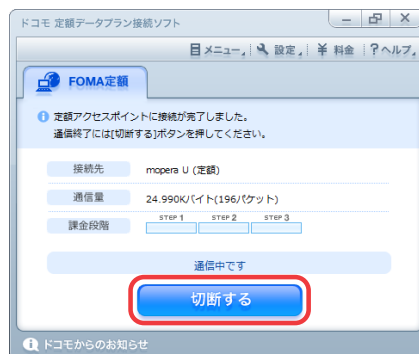 ドコモ 定額データプラン接続ソフト
メニュー 設定 ¥ 料金 ? ヘルプ
FOMA定額
定額アクセスポイントに接続が完了しました。
通信終了には[切断する]ボタンを押してください。
接続先 mopera U (定額)
通信量 24.990Kバイト(196パケット)
STEP 1 STEP 2 STEP 3
課金段階
通信中です
切断する
ドコモからのお知らせ